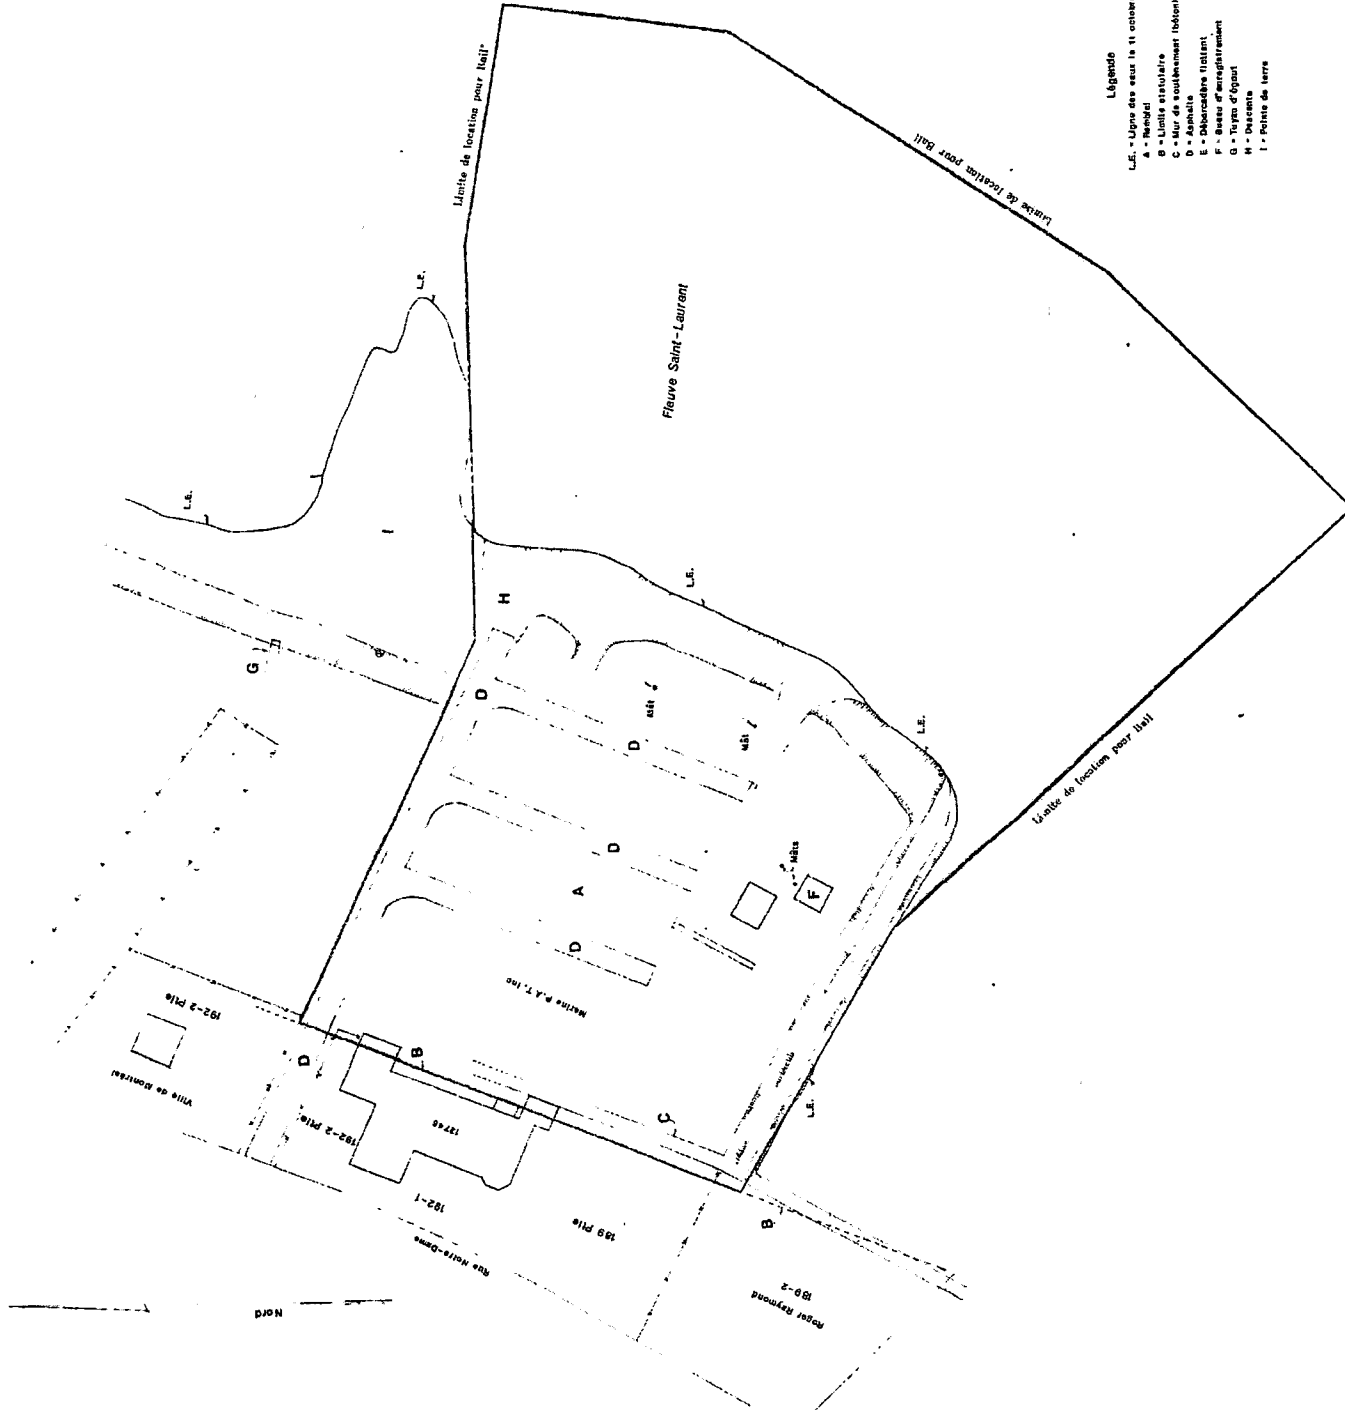 Légende
L.E. = Ligne des eaux le 11 octobr
A = Remblai
B = Limite statutaire
C = Mur de soutènement (béton)
D = Asphalte
E = Débarcadère flottant
F = Bureau d'enregistrement
G = Tuyau d'égout
H = Descente
I = Pointe de terre
Limite de location pour Bail
Limite de location pour Bail
Limite de location pour Bail
Fleuve Saint-Laurent
L.E.
L.E.
I
H
G
D
Mât
L.E.
D
Mât
L.E.
D
Mâts
A
F
D
Marina P.A.T. Inc
192-2 Ptie
Ville de Montréal
D
B
192-2 Ptie
12745
C
L.E.
192-1
189 Ptie
Rue Notre-Dame
B
Roger Raymond
189-2
Nord